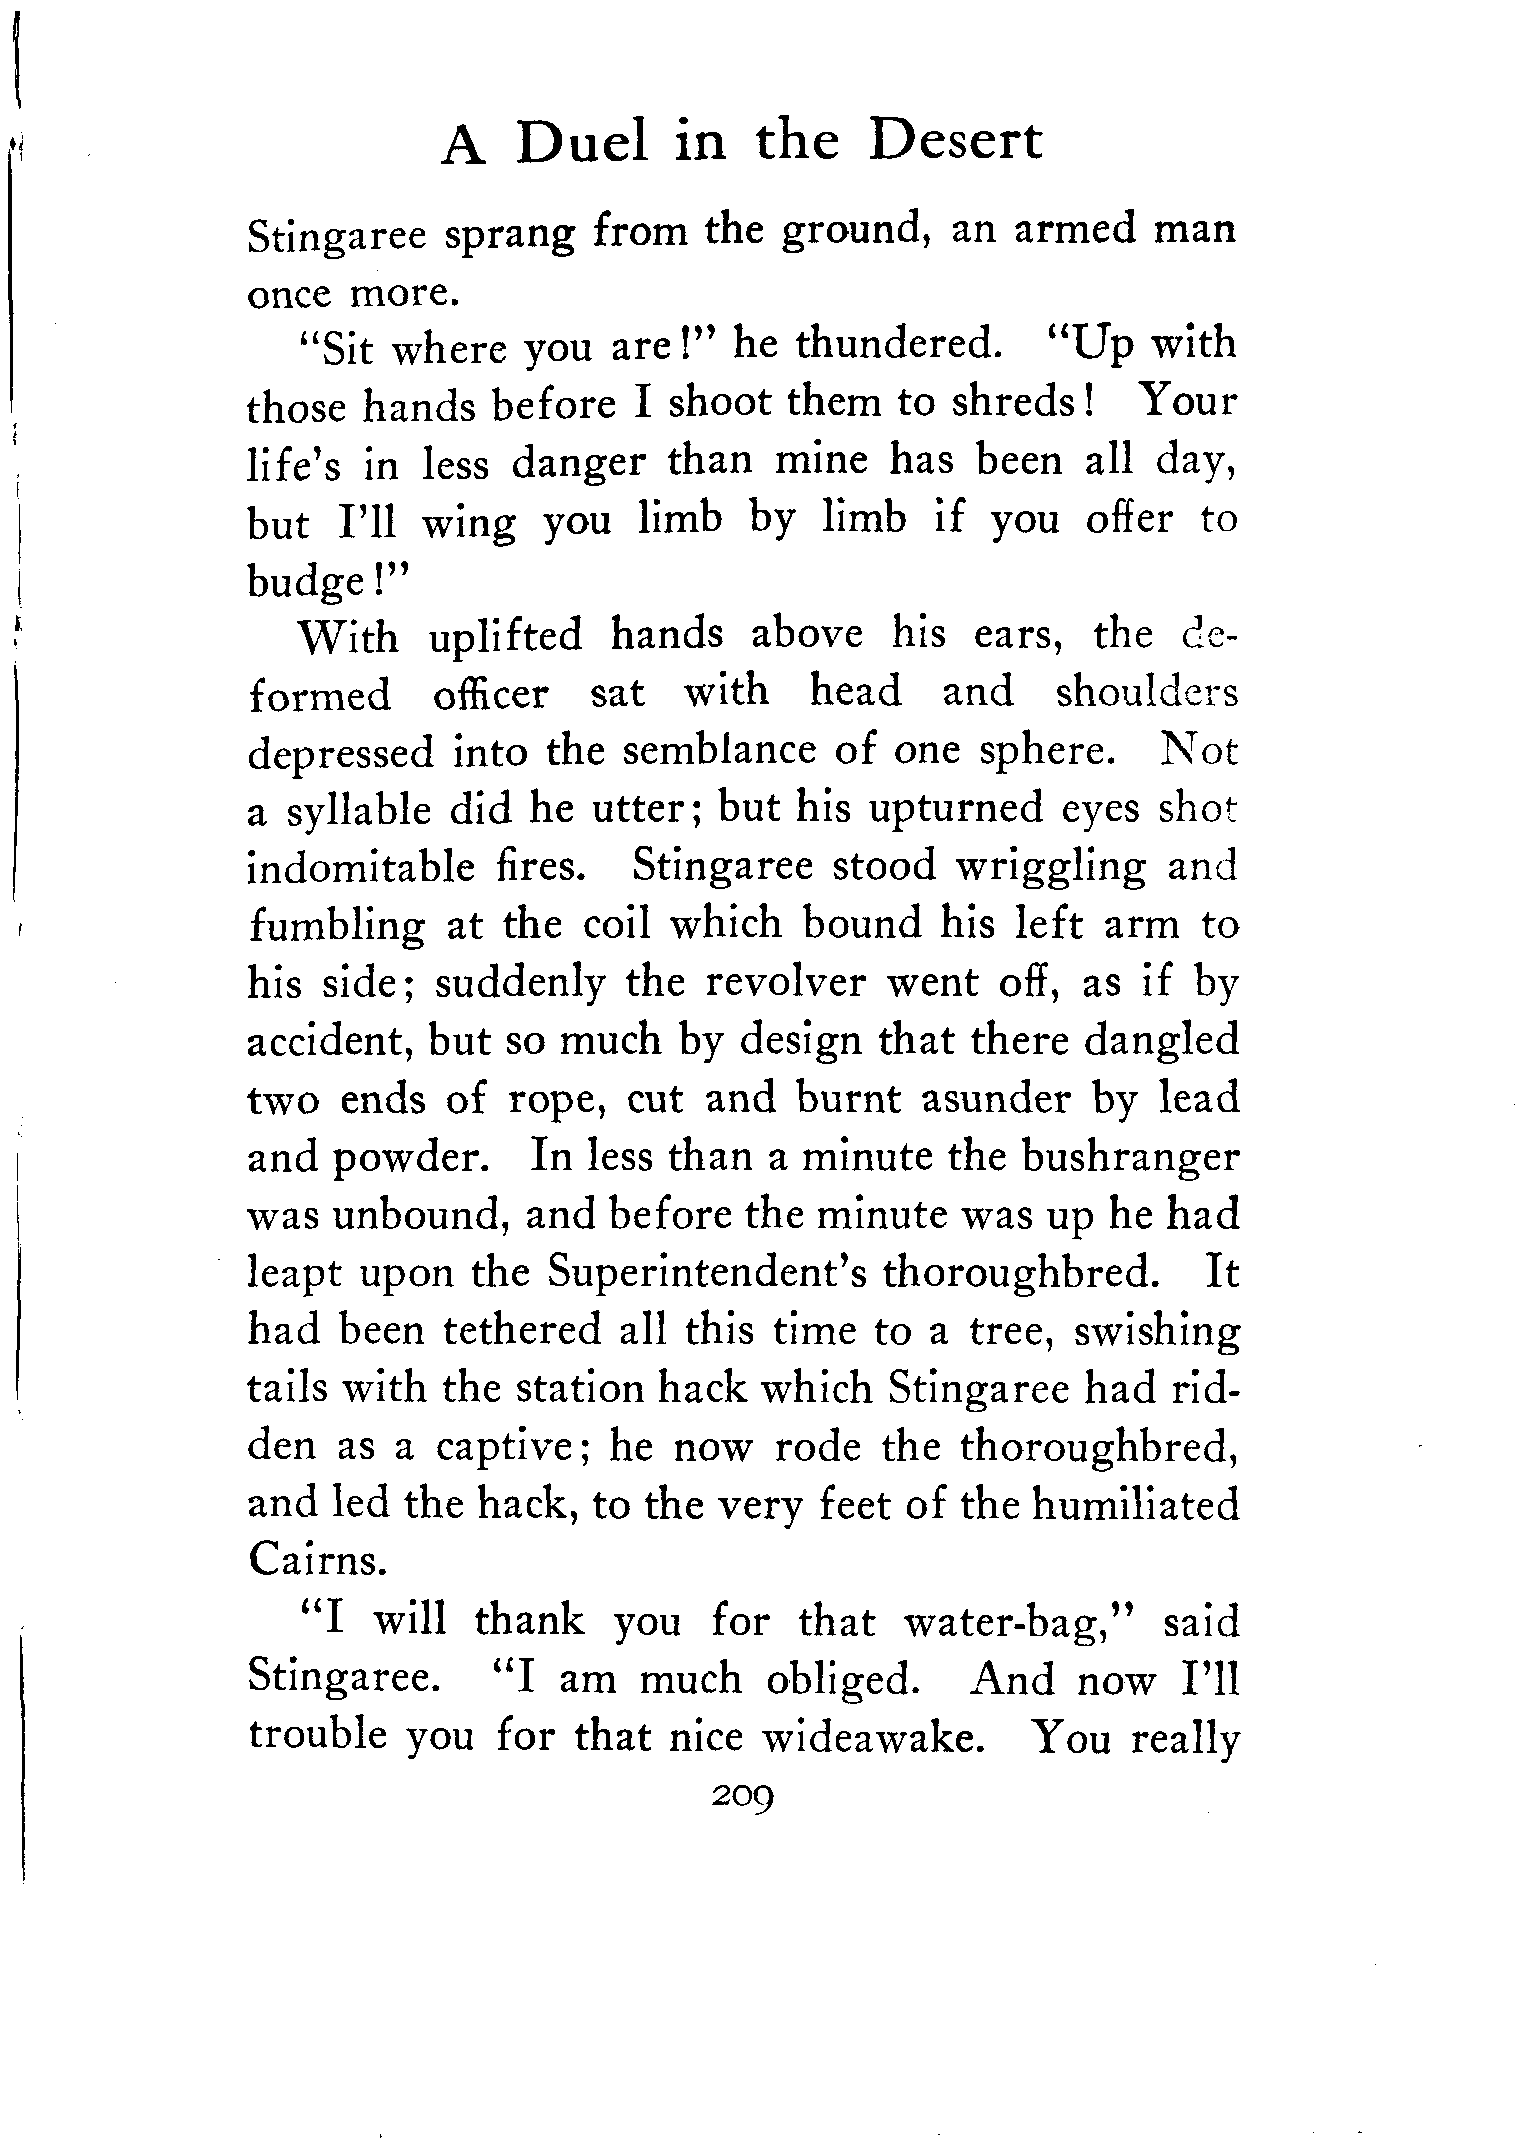 A Duel in the Desert
Stingaree sprang from the ground, an armed man
once more.
"Sit where you are!" he thundered. "Up with
those hands before I shoot them to shreds! Your
life's in less danger than mine has been all day,
but I'll wing you limb by limb if you offer to
budge!"
With uplifted hands above his ears, the de-
formed officer sat with head and shoulders
depressed into the semblance of one sphere. Not
a syllable did he utter; but his upturned eyes shot
indomitable fires. Stingaree stood wriggling and
fumbling at the coil which bound his left arm to
his side; suddenly the revolver went off, as if by
accident, but so much by design that there dangled
two ends of rope, cut and burnt asunder by lead
and powder. In less than a minute the bushranger
was unbound, and before the minute was up he had
leapt upon the Superintendent's thoroughbred. It
had been tethered all this time to a tree, swishing
tails with the station hack which Stingaree had rid-
den as a captive; he now rode the thoroughbred,
and led the hack, to the very feet of the humiliated
Cairns.
"I will thank you for that water-bag," said
Stingaree. "I am much obliged. And now I'll
trouble you for that nice wideawake. You really
209